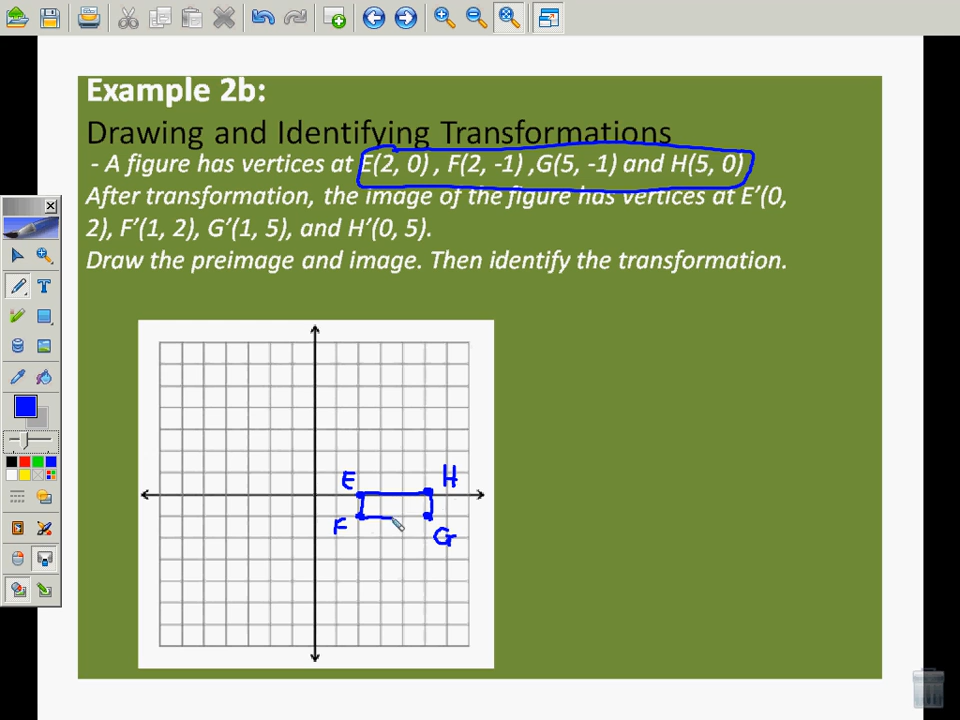 Example 2b:
Drawing and Identifying Transformations
- A figure has vertices at E(2, 0) , F(2, -1) ,G(5, -1) and H(5, 0)
After transformation, the image of the figure has vertices at E’(0,
2), F’(1, 2), G’(1, 5), and H’(0, 5).
Draw the preimage and image. Then identify the transformation.
T
E H
F G